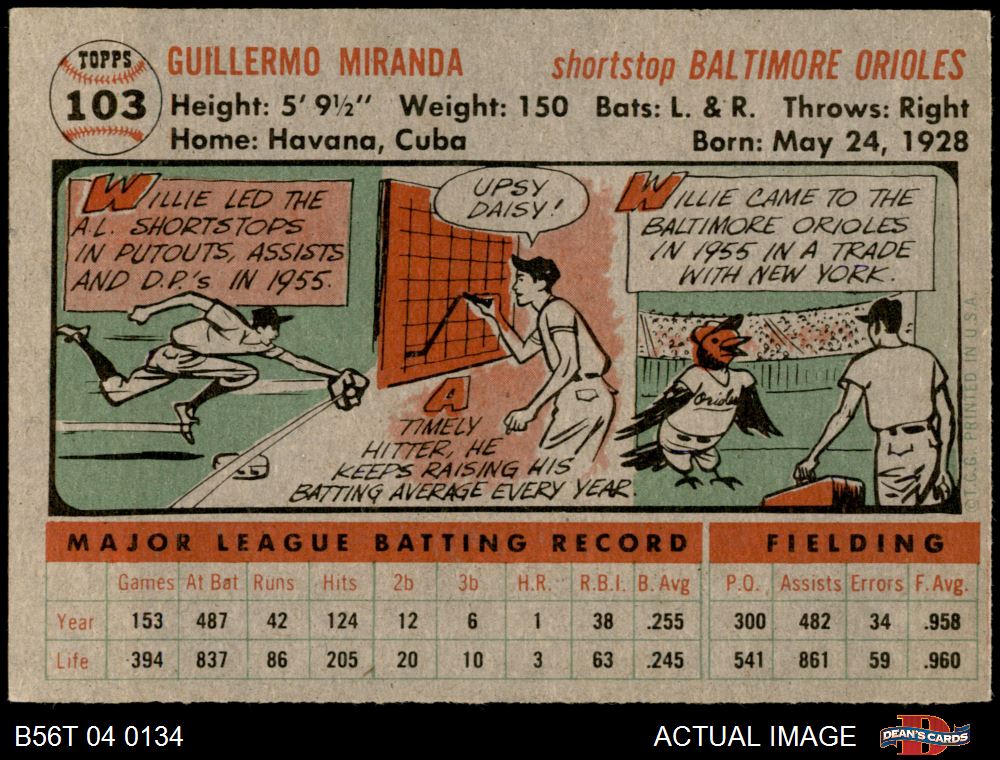 TOPPS
103
GUILLERMO MIRANDA
shortstop BALTIMORE ORIOLES
Height: 5' 9½" Weight: 150 Bats: L. & R. Throws: Right
Home: Havana, Cuba Born: May 24, 1928
WILLIE LED THE
A.L. SHORTSTOPS
IN PUTOUTS, ASSISTS
AND D.P.'s IN 1955.
UPSY
DAISY!
A
TIMELY
HITTER, HE
KEEPS RAISING HIS
BATTING AVERAGE EVERY YEAR.
WILLIE CAME TO THE
BALTIMORE ORIOLES
IN 1955 IN A TRADE
WITH NEW YORK.
Orioles
©T.C.G. PRINTED IN U.S.A.
MAJOR LEAGUE BATTING RECORD FIELDING
Games At Bat Runs Hits 2b 3b H.R. R.B.I. B. Avg P.O. Assists Errors F. Avg.
Year 153 487 42 124 12 6 1 38 .255 300 482 34 .958
Life 394 837 86 205 20 10 3 63 .245 541 861 59 .960
B56T 04 0134 ACTUAL IMAGE
D
DEAN'S CARDS